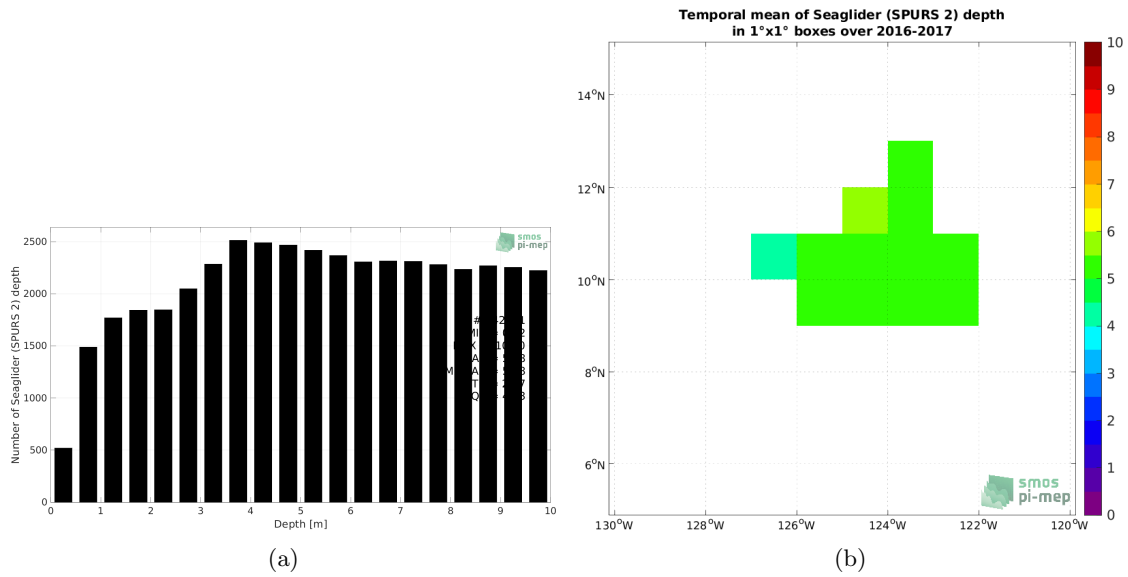 Temporal mean of Seaglider (SPURS 2) depth
in 1°x1° boxes over 2016-2017
Number of Seaglider (SPURS 2) depth
2500
2000
1500
1000
500
0
0 1 2 3 4 5 6 7 8 9 10
Depth [m]
smos
pi-mep
(a)
14°N
12°N
10°N
8°N
6°N
130°W 128°W 126°W 124°W 122°W 120°W
10
9
8
7
6
5
4
3
2
1
0
smos
pi-mep
(b)